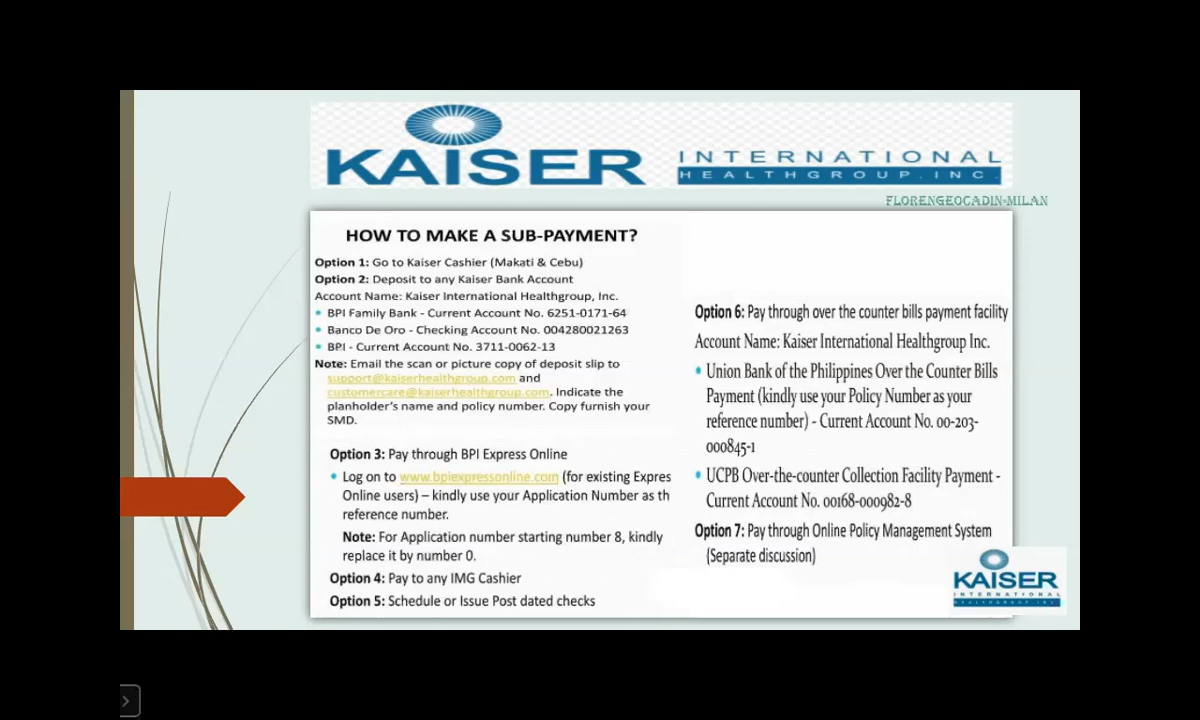 KAISER INTERNATIONAL
HEALTHGROUP. INC.
FLORENGEOCADIN-MILAN
HOW TO MAKE A SUB-PAYMENT?
Option 1: Go to Kaiser Cashier (Makati & Cebu)
Option 2: Deposit to any Kaiser Bank Account
Account Name: Kaiser International Healthgroup, Inc.
• BPI Family Bank - Current Account No. 6251-0171-64
• Banco De Oro - Checking Account No. 004280021263
• BPI - Current Account No. 3711-0062-13
Note: Email the scan or picture copy of deposit slip to
support@kaiserhealthgroup.com and
customercare@kaiserhealthgroup.com. Indicate the
planholder's name and policy number. Copy furnish your
SMD.
Option 3: Pay through BPI Express Online
• Log on to www.bpiexpressonline.com (for existing Expres
Online users) – kindly use your Application Number as th
reference number.
Note: For Application number starting number 8, kindly
replace it by number 0.
Option 4: Pay to any IMG Cashier
Option 5: Schedule or Issue Post dated checks
Option 6: Pay through over the counter bills payment facility
Account Name: Kaiser International Healthgroup Inc.
• Union Bank of the Philippines Over the Counter Bills
Payment (kindly use your Policy Number as your
reference number) - Current Account No. 00-203-
000845-1
• UCPB Over-the-counter Collection Facility Payment -
Current Account No. 00168-000982-8
Option 7: Pay through Online Policy Management System
(Separate discussion)
KAISER
INTERNATIONAL
HEALTHGROUP. INC.